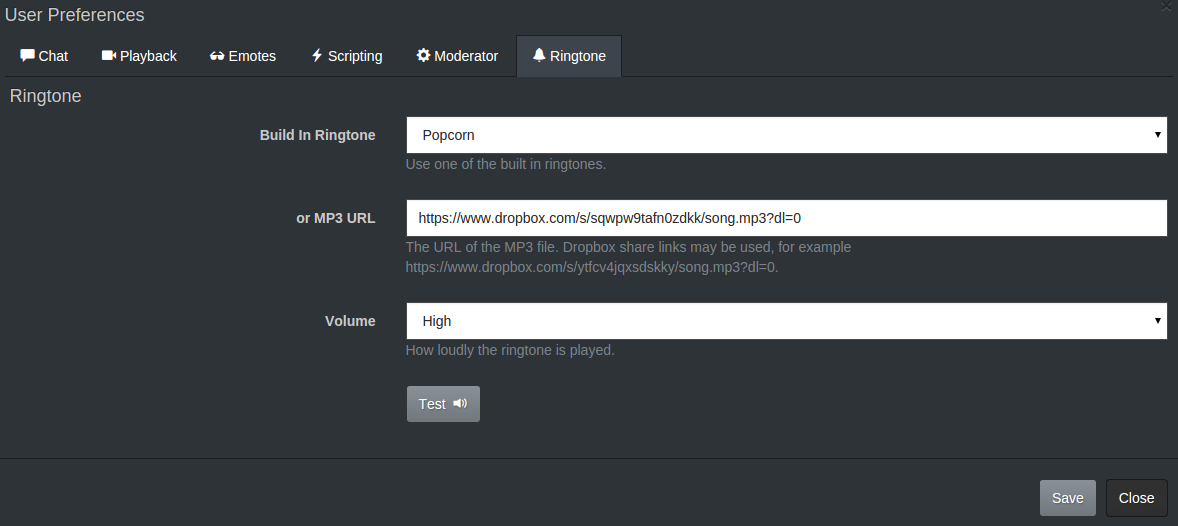 User Preferences
Chat Playback Emotes Scripting Moderator Ringtone
Ringtone
Build In Ringtone Popcorn
Use one of the built in ringtones.
or MP3 URL https://www.dropbox.com/s/sqwpw9tafn0zdkk/song.mp3?dl=0
The URL of the MP3 file. Dropbox share links may be used, for example
https://www.dropbox.com/s/ytfcv4jqxsdskky/song.mp3?dl=0.
Volume High
How loudly the ringtone is played.
Test
Save Close